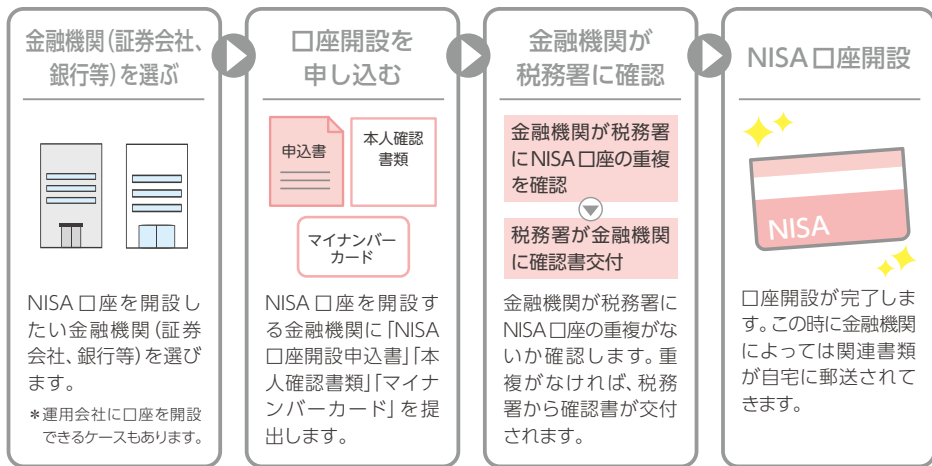 金融機関(証券会社、
銀行等)を選ぶ
NISA口座を開設し
たい金融機関(証券
会社、銀行等)を選び
ます。
＊運用会社に口座を開設
できるケースもあります。
口座開設を
申し込む
申込書
本人確認
書類
マイナンバー
カード
NISA口座を開設す
る金融機関に「NISA
口座開設申込書」「本
人確認書類」「マイナ
ンバーカード」を提
出します。
金融機関が
税務署に確認
金融機関が税務署
にNISA口座の重複
を確認
税務署が金融機関
に確認書交付
金融機関が税務署に
NISA口座の重複がな
いか確認します。重
複がなければ、税務
署から確認書が交付
されます。
NISA口座開設
NISA
口座開設が完了しま
す。この時に金融機関
によっては関連書類
が自宅に郵送されて
きます。